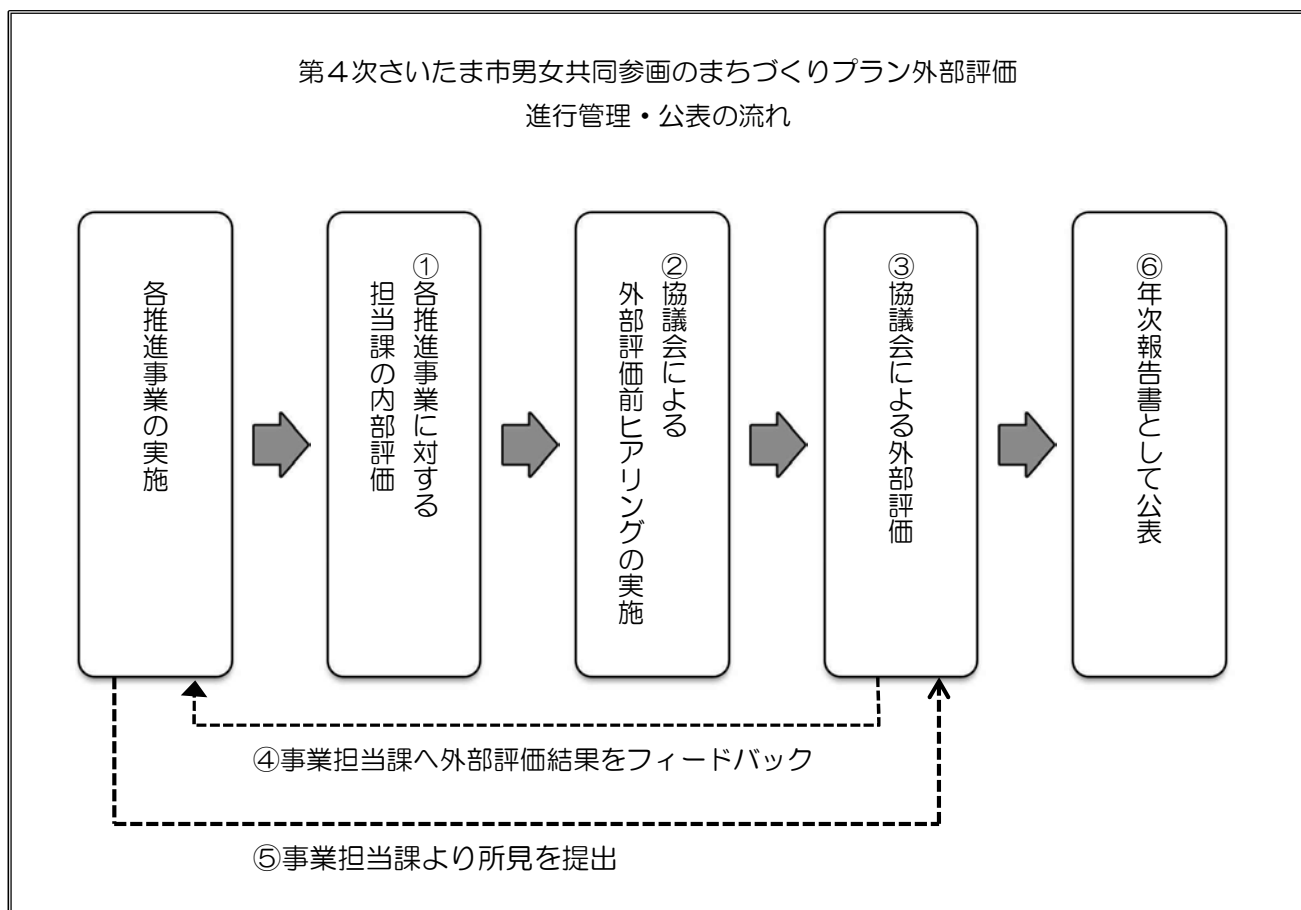 第４次さいたま市男女共同参画のまちづくりプラン外部評価
進行管理・公表の流れ
各推進事業の実施
①各推進事業に対する
担当課の内部評価
②協議会による
外部評価前ヒアリングの実施
③協議会による外部評価
⑥年次報告書として公表
④事業担当課へ外部評価結果をフィードバック
⑤事業担当課より所見を提出